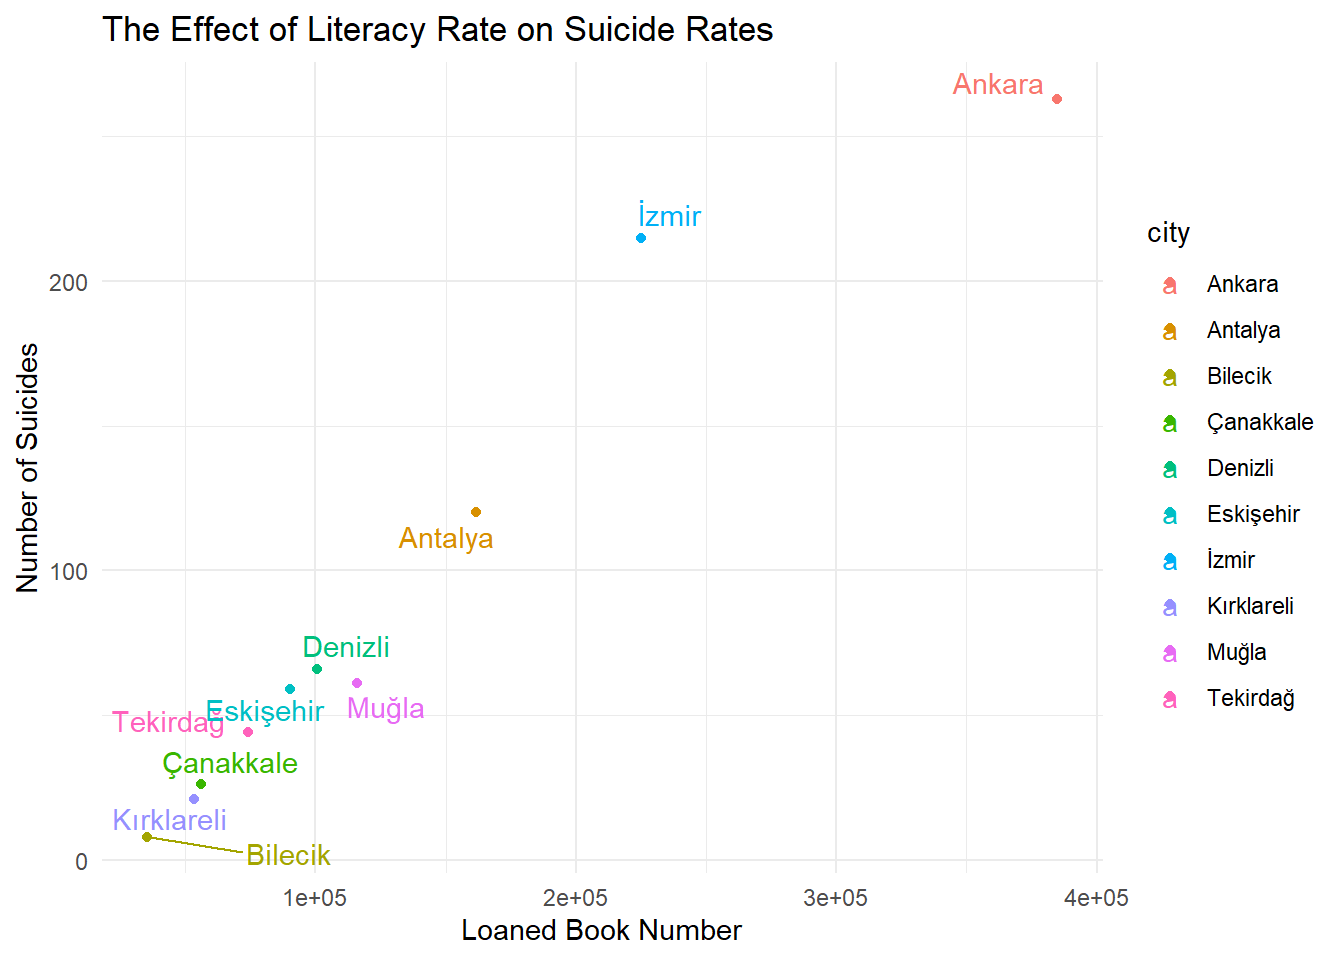 The Effect of Literacy Rate on Suicide Rates
Ankara
İzmir
city
a Ankara
200
a Antalya
a Bilecik
a Çanakkale
a Denizli
Antalya
a Eskişehir
100
a İzmir
a Kırklareli
Denizli
a Muğla
Muğla
Eskişehir
a Tekirdağ
Tekirdağ
Çanakkale
Kırklareli
Bilecik
0
1e+05 2e+05 3e+05 4e+05
Loaned Book Number
Number of Suicides